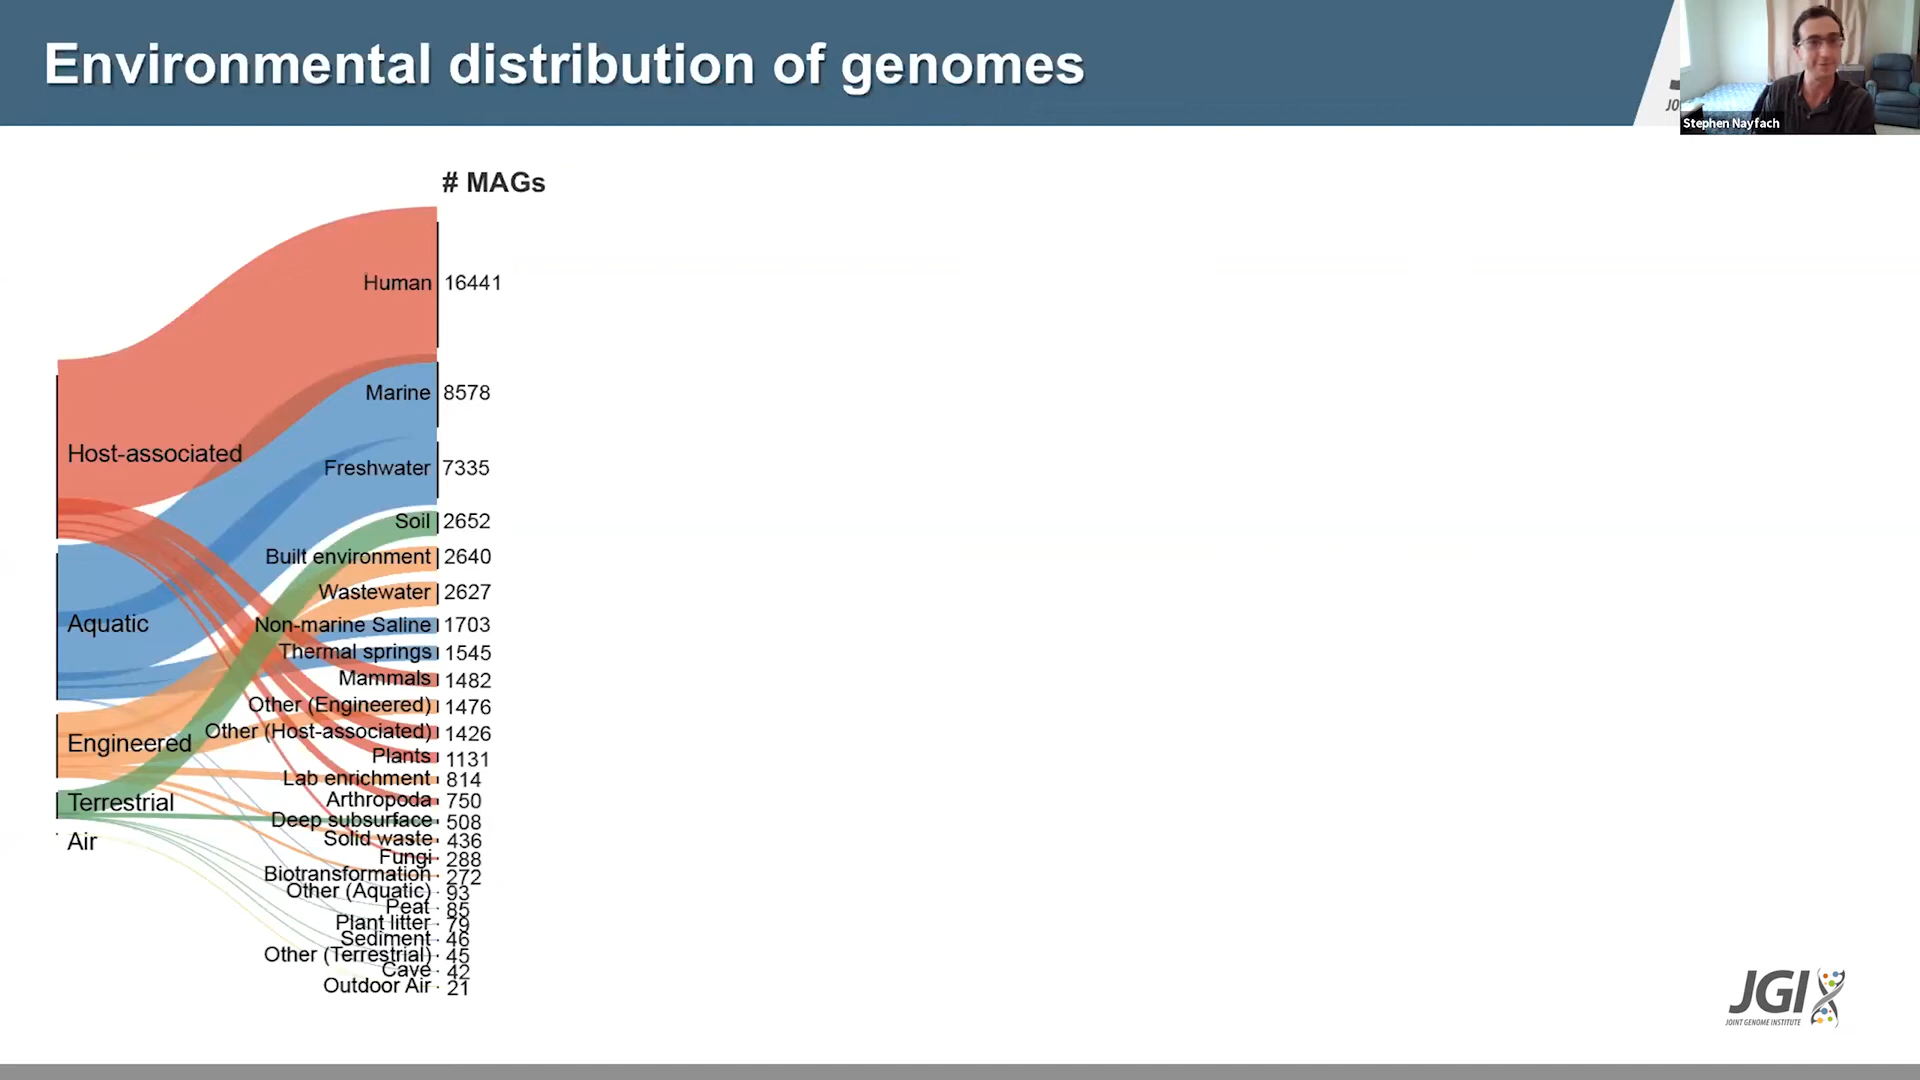 Environmental distribution of genomes
JO
Stephen Nayfach
# MAGs
Human 16441
Marine 8578
Host-associated
Freshwater 7335
Soil 2652
Built environment 2640
Wastewater 2627
Aquatic
Non-marine Saline 1703
Thermal springs 1545
Mammals 1482
Other (Engineered) 1476
Other (Host-associated) 1426
Engineered
Plants 1131
Lab enrichment 814
Arthropoda 750
Terrestrial
Deep subsurface 508
Solid waste 436
Air
Fungi 288
Biotransformation 272
Other (Aquatic) 93
Peat 85
Plant litter 79
Sediment 46
Other (Terrestrial) 45
Cave 42
Outdoor Air 21
JGI
JOINT GENOME INSTITUTE